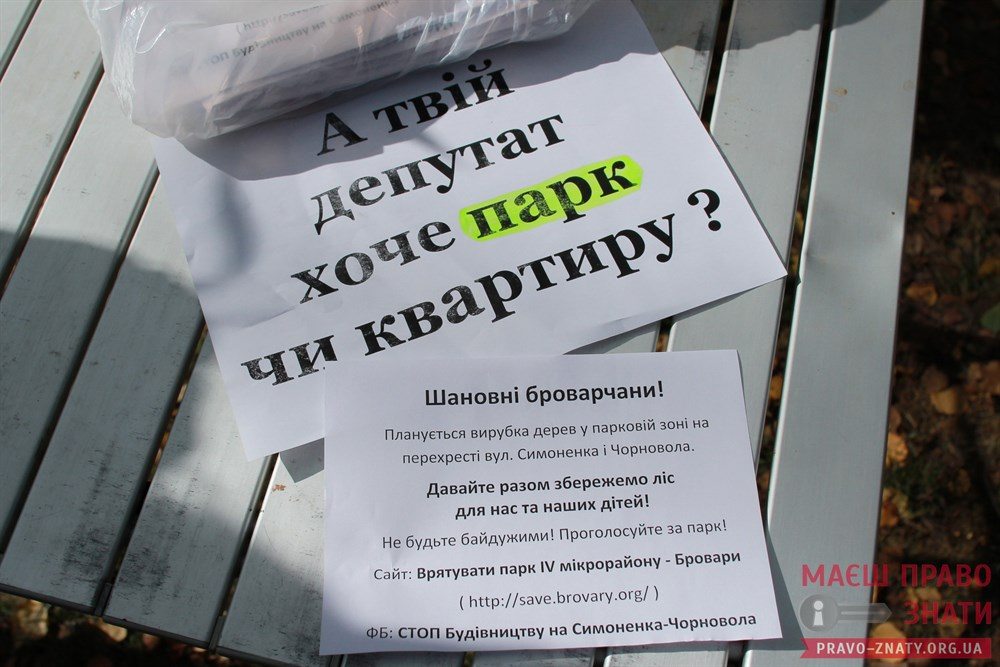 ( http://save
СТОП Будівництву на Симоненк
А твій
депутат
хоче парк
чи квартиру ?
Шановні броварчани!
Планується вирубка дерев у парковій зоні на
перехресті вул. Симоненка і Чорновола.
Давайте разом збережемо ліс
для нас та наших дітей!
Не будьте байдужими! Проголосуйте за парк!
Сайт: Врятувати парк IV мікрорайону - Бровари
( http://save.brovary.org/ )
ФБ: СТОП Будівництву на Симоненка-Чорновола
МАЄШ ПРАВО
ЗНАТИ
PRAVO-ZNATY.ORG.UA